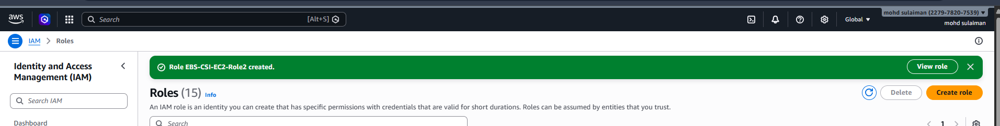 aws
Search [Alt+S]
Global
mohd sulaiman (2279-7820-7539)
mohd sulaiman
IAM Roles
Identity and Access
Management (IAM)
Search IAM
Dashboard
Role EBS-CSI-EC2-Role2 created.
View role
Roles (15) Info
Delete
Create role
An IAM role is an identity you can create that has specific permissions with credentials that are valid for short durations. Roles can be assumed by entities that you trust.
Search
1